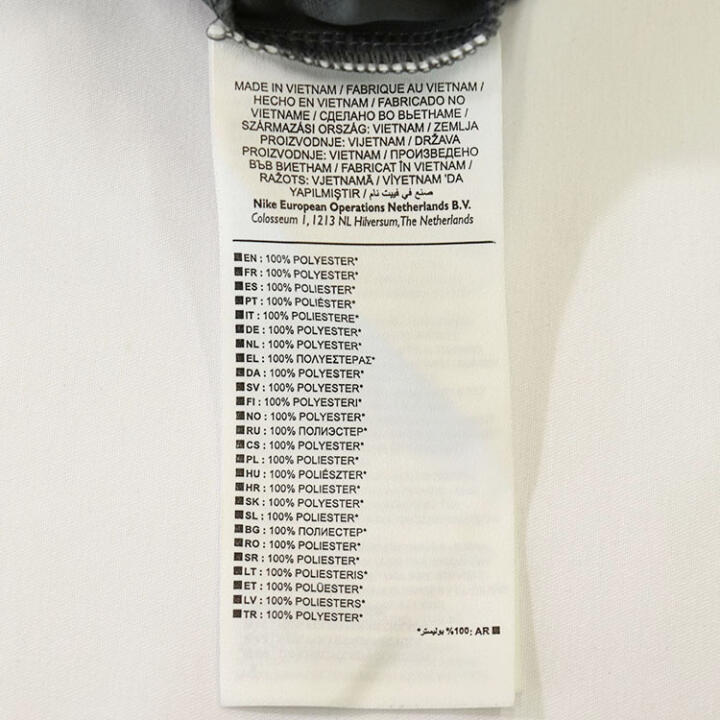 MADE IN VIETNAM / FABRIQUE AU VIETNAM /
HECHO EN VIETNAM / FABRICADO NO
VIETNAME / СДЕЛАНО ВО ВЬЕТНАМЕ /
SZÁRMAZÁSI ORSZÁG: VIETNAM / ZEMLJA
PROIZVODNJE: VIJETNAM / DRŽAVA
PROIZVODNJE: VIETNAM / ПРОИЗВЕДЕНО
ВЪВ ВИЕТНАМ / FABRICAT ÎN VIETNAM /
RAŽOTS: VJETNAMĀ / VİYETNAM 'DA
YAPILMIŞTIR / صنع في فييت نام
Nike European Operations Netherlands B.V.
Colosseum 1, 1213 NL Hilversum, The Netherlands
EN : 100% POLYESTER*
FR : 100% POLYESTER*
ES : 100% POLIESTER*
PT : 100% POLIÉSTER*
IT : 100% POLIESTERE*
DE : 100% POLYESTER*
NL : 100% POLYESTER*
EL : 100% ΠΟΛΥΕΣΤΕΡΑΣ*
DA : 100% POLYESTER*
SV : 100% POLYESTER*
FI : 100% POLYESTERI*
NO : 100% POLYESTER*
RU : 100% ПОЛИЭСТЕР*
CS : 100% POLYESTER*
PL : 100% POLIESTER*
HU : 100% POLIÉSZTER*
HR : 100% POLIESTER*
SK : 100% POLYESTER*
SL : 100% POLIESTER*
BG : 100% ПОЛИЕСТЕР*
RO : 100% POLIESTER*
SR : 100% POLIESTER*
LT : 100% POLIESTERIS*
ET : 100% POLÜESTER*
LV : 100% POLIESTERS*
TR : 100% POLYESTER*
AR :100% بوليستر*